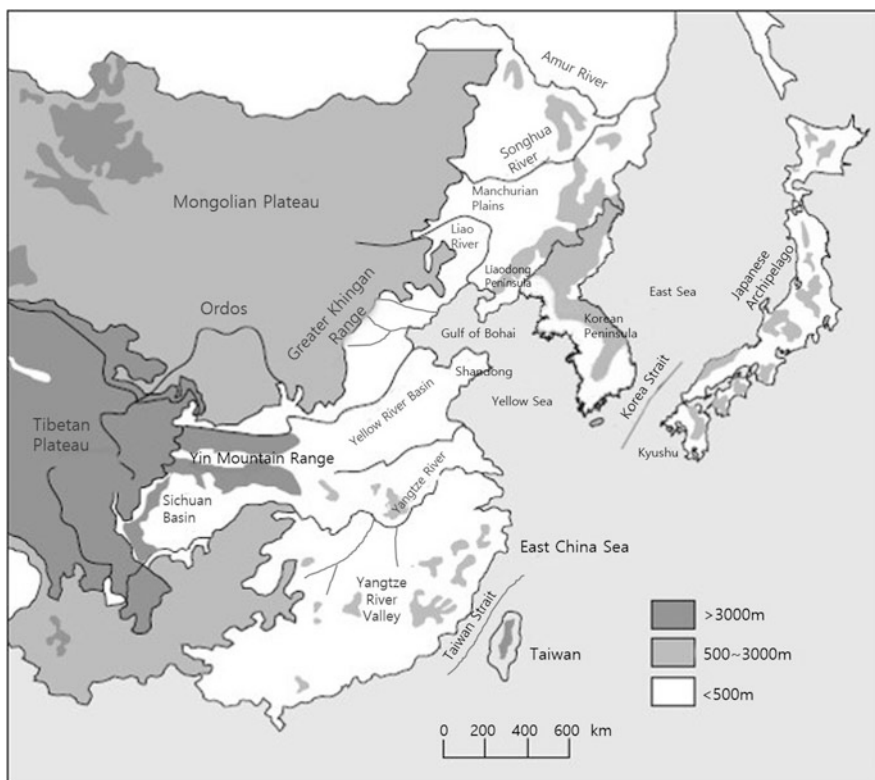 Amur River
Songhua
River
Mongolian Plateau
Manchurian
Plains
Liao
River
Liaodong
Peninsula
Greater Khingan
Range
Ordos
East Sea
Japanese
Archipelago
Gulf of Bohai
Korean
Peninsula
Shandong
Yellow River Basin
Yellow Sea
Korea Strait
Tibetan
Plateau
Kyushu
Yin Mountain Range
Sichuan
Basin
Yangtze River
East China Sea
Yangtze
River
Valley
Taiwan Strait
Taiwan
>3000m
500~3000m
<500m
0 200 400 600 km